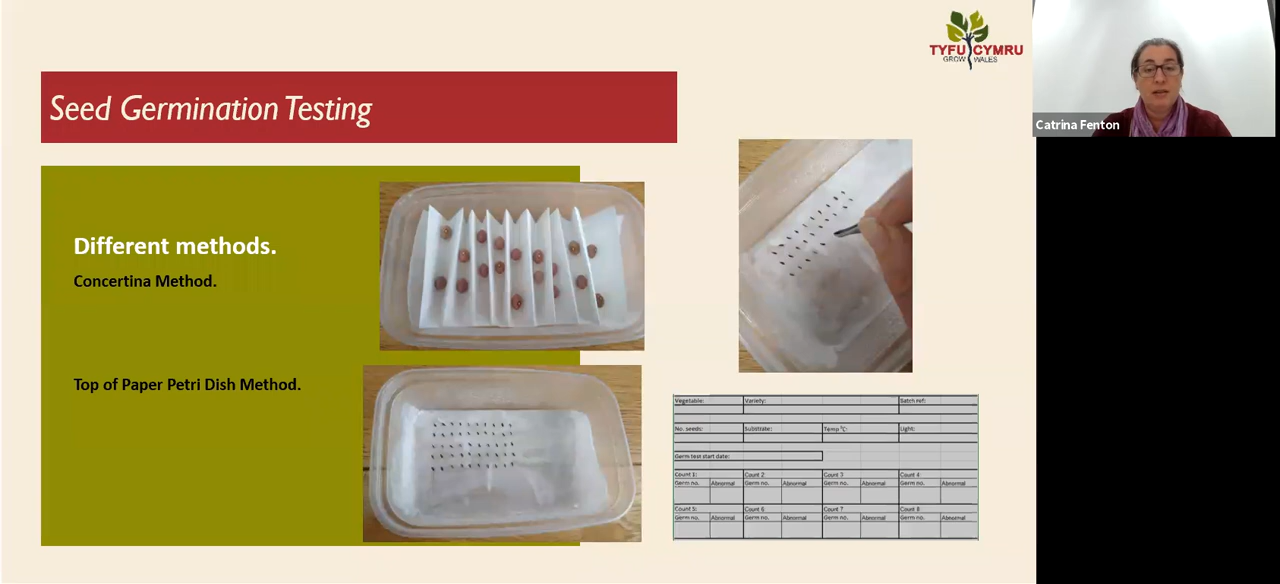 TYFU CYMRU
GROW WALES
Catrina Fenton
Seed Germination Testing
Different methods.
Concertina Method.
Top of Paper Petri Dish Method.
Vegetable: Variety: Batch ref:
No. seeds: Substrate: Temp °C: Light:
Germ test start date:
Count 1: Count 2 Count 3 Count 4:
Germ no. Abnormal Germ no. Abnormal Germ no. Abnormal Germ no. Abnormal
Count 5: Count 6 Count 7 Count 8
Germ no. Abnormal Germ no. Abnormal Germ no. Abnormal Germ no. Abnormal